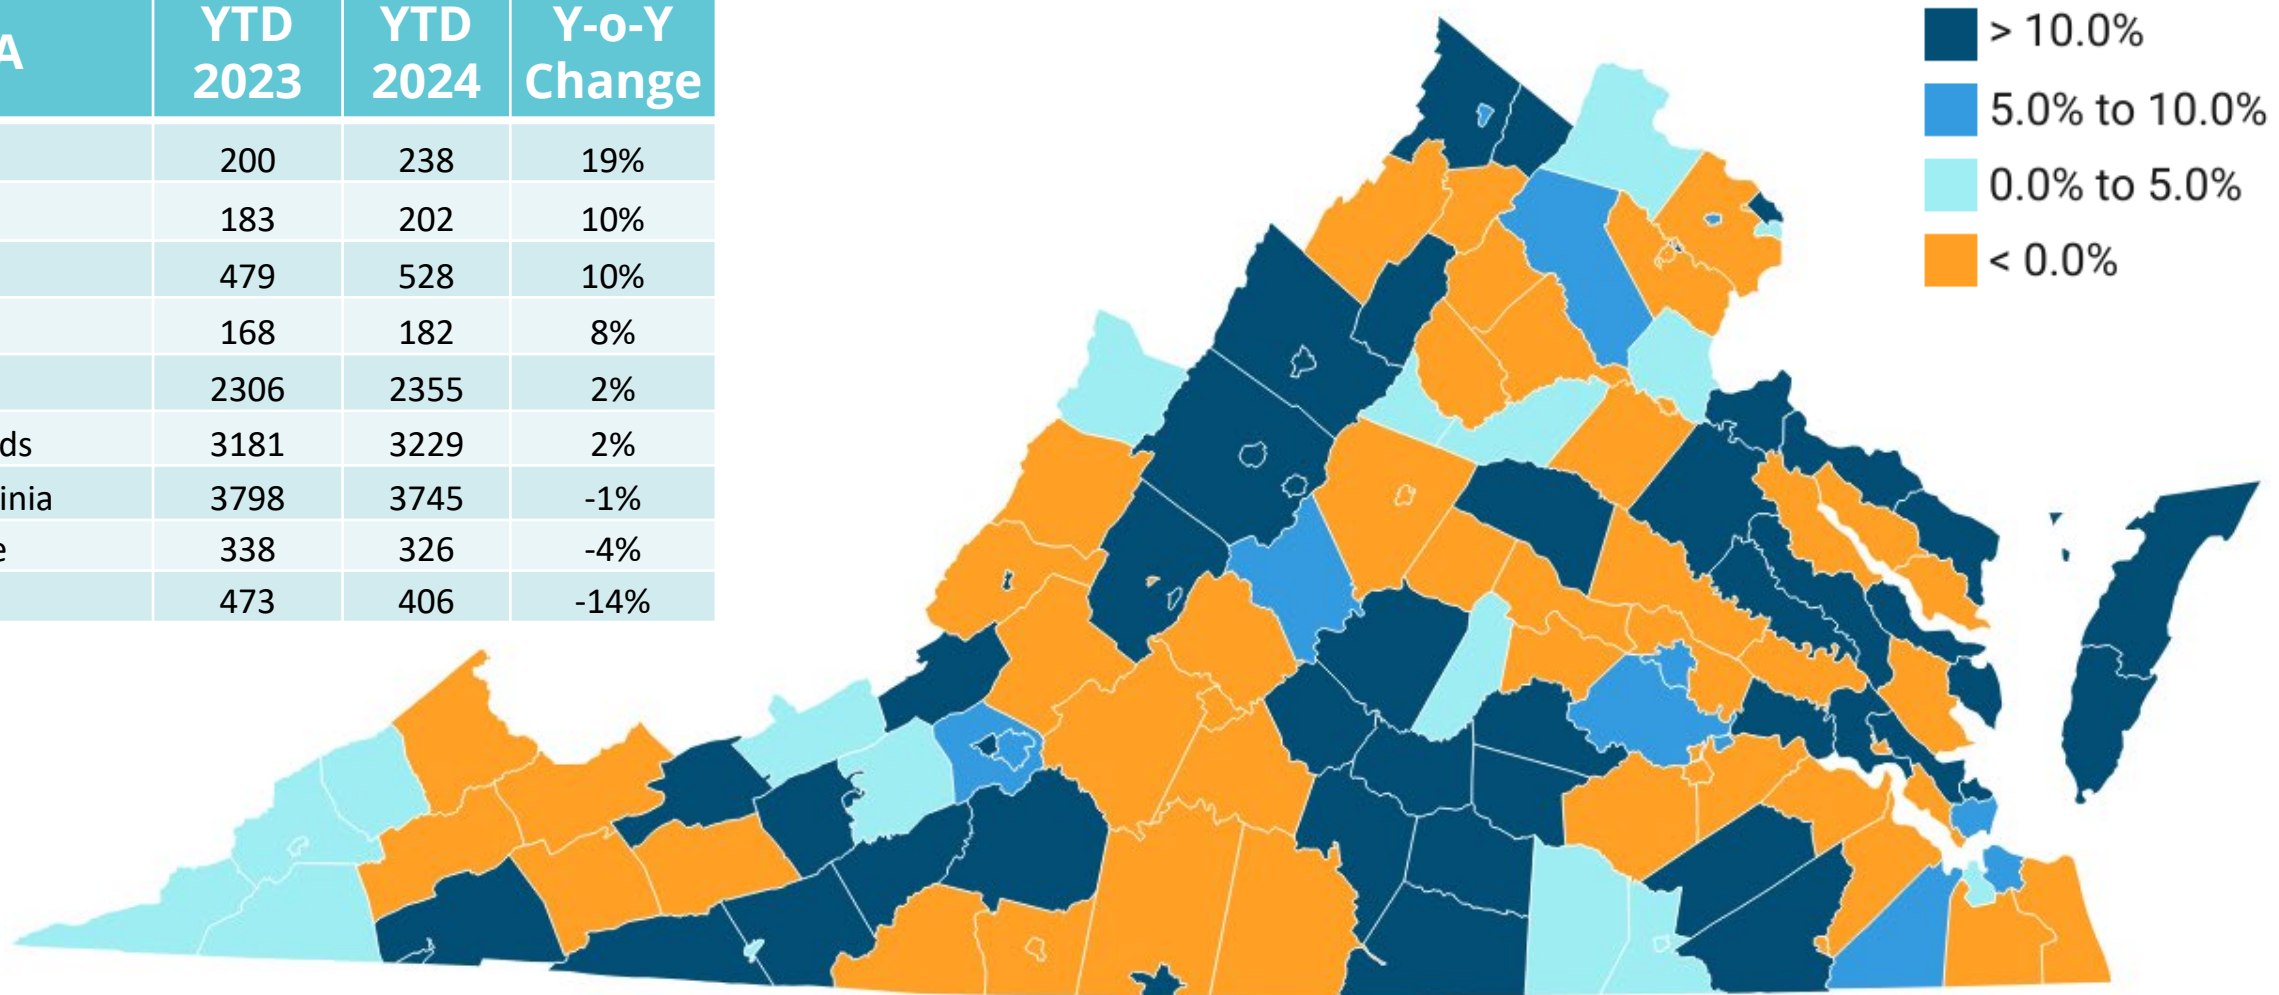 A YTD 2023 YTD 2024 Y-o-Y Change
200 238 19%
183 202 10%
479 528 10%
168 182 8%
2306 2355 2%
ds 3181 3229 2%
inia 3798 3745 -1%
e 338 326 -4%
473 406 -14%
> 10.0%
5.0% to 10.0%
0.0% to 5.0%
< 0.0%